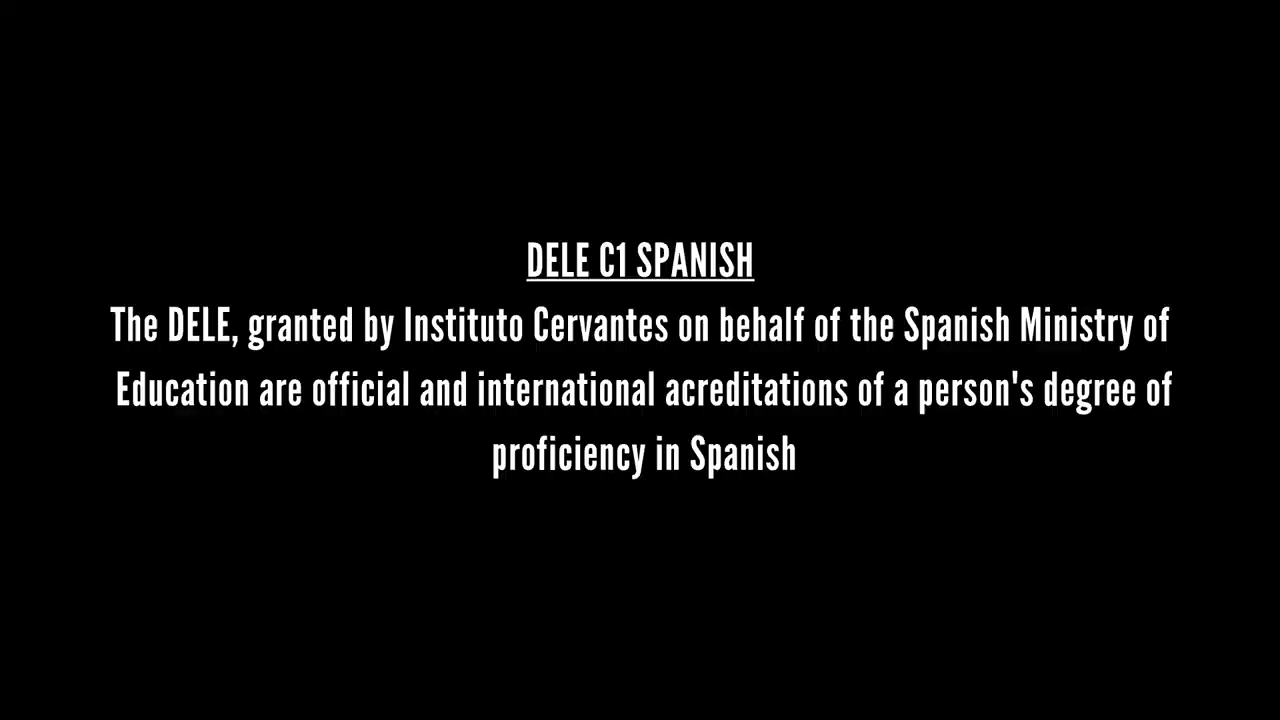 DELE C1 SPANISH
The DELE, granted by Instituto Cervantes on behalf of the Spanish Ministry of
Education are official and international acreditations of a person's degree of
proficiency in Spanish